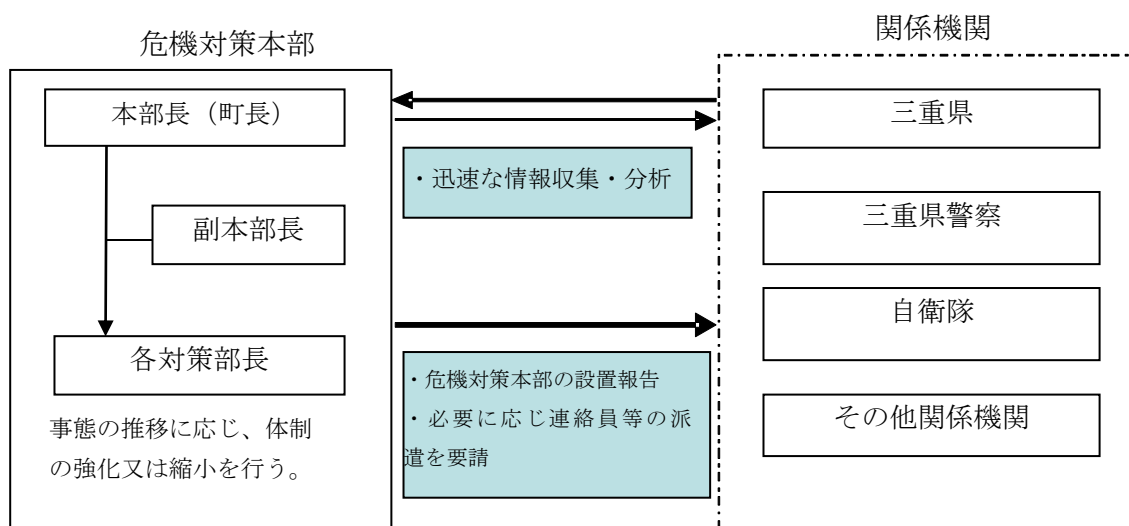 危機対策本部
本部長（町長）
副本部長
各対策部長
事態の推移に応じ、体制
の強化又は縮小を行う。
・迅速な情報収集・分析
・危機対策本部の設置報告
・必要に応じ連絡員等の派
遣を要請
関係機関
三重県
三重県警察
自衛隊
その他関係機関